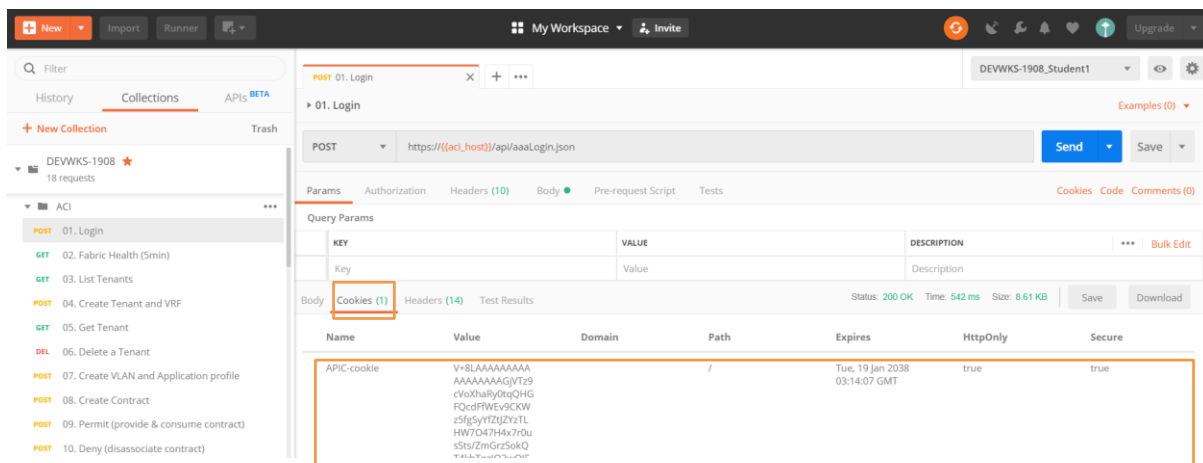 New Import Runner My Workspace Invite Upgrade
Filter
History Collections APIs BETA
+ New Collection Trash
DEVWKS-1908
18 requests
ACI
POST 01. Login
GET 02. Fabric Health (5min)
GET 03. List Tenants
POST 04. Create Tenant and VRF
GET 05. Get Tenant
DEL 06. Delete a Tenant
POST 07. Create VLAN and Application profile
POST 08. Create Contract
POST 09. Permit (provide & consume contract)
POST 10. Deny (disassociate contract)
POST 01. Login DEVWKS-1908_Student1
01. Login Examples (0)
POST https://{{aci_host}}/api/aaaLogin.json Send Save
Params Authorization Headers (10) Body Pre-request Script Tests Cookies Code Comments (0)
Query Params
KEY VALUE DESCRIPTION Bulk Edit
Key Value Description
Body Cookies (1) Headers (14) Test Results Status: 200 OK Time: 542 ms Size: 8.61 KB Save Download
Name Value Domain Path Expires HttpOnly Secure
APIC-cookie V+8LAAAAAAAAA / Tue, 19 Jan 2038 true true
AAAAAAAAGjVTz9 03:14:07 GMT
cVoXhaRy0tqQHG
FQcdFfWEv9CKW
z5fgSyYfZtJZYzTL
HW7O47H4x7r0u
sSts/ZmGrzSokQ